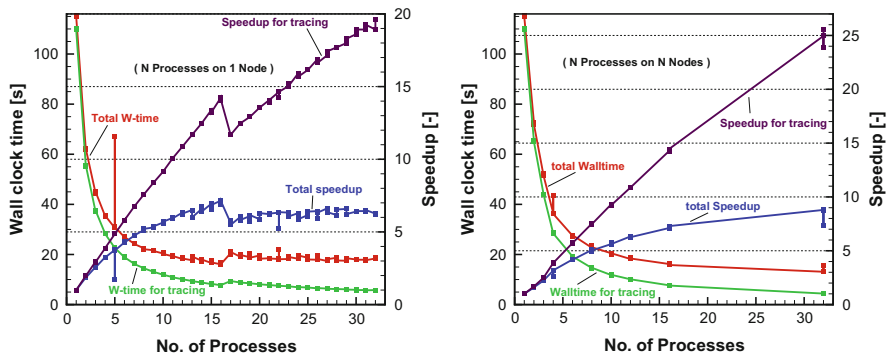 Wall clock time [s]
100
80
60
40
20
0
0
5
10
15
20
25
30
No. of Processes
20
15
10
5
0
Speedup [-]
Speedup for tracing
( N Processes on 1 Node )
Total W-time
Total speedup
W-time for tracing
Wall clock time [s]
100
80
60
40
20
0
0
5
10
15
20
25
30
No. of Processes
25
20
15
10
5
0
Speedup [-]
( N Processes on N Nodes )
Speedup for tracing
total Walltime
total Speedup
Walltime for tracing